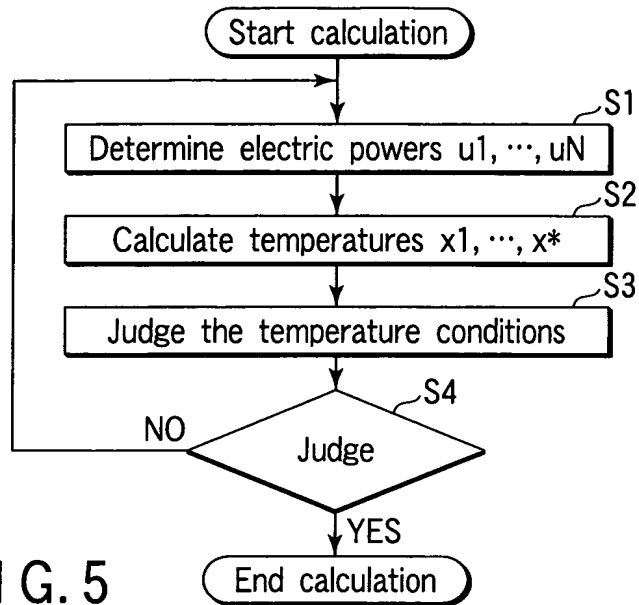 Start calculation
S1
Determine electric powers u1, ···, uN
S2
Calculate temperatures x1, ···, x*
S3
Judge the temperature conditions
S4
NO
Judge
YES
End calculation
G. 5